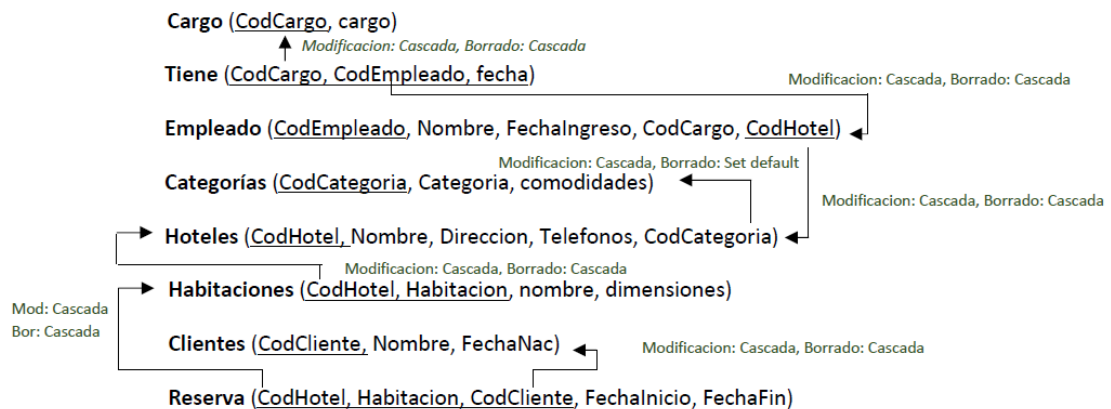 Cargo (CodCargo, cargo)
Modificacion: Cascada, Borrado: Cascada
Tiene (CodCargo, CodEmpleado, fecha)
Modificacion: Cascada, Borrado: Cascada
Empleado (CodEmpleado, Nombre, FechaIngreso, CodCargo, CodHotel)
Modificacion: Cascada, Borrado: Set default
Categorías (CodCategoria, Categoria, comodidades)
Modificacion: Cascada, Borrado: Cascada
Hoteles (CodHotel, Nombre, Direccion, Telefonos, CodCategoria)
Modificacion: Cascada, Borrado: Cascada
Habitaciones (CodHotel, Habitacion, nombre, dimensiones)
Mod: Cascada
Bor: Cascada
Clientes (CodCliente, Nombre, FechaNac)
Modificacion: Cascada, Borrado: Cascada
Reserva (CodHotel, Habitacion, CodCliente, FechaInicio, FechaFin)